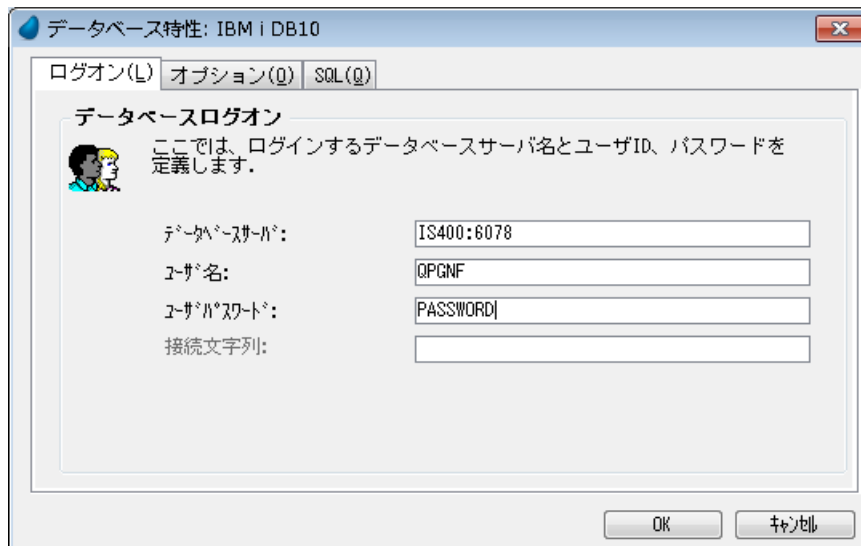 データベース特性: IBM i DB10
ログオン(L) オプション(O) SQL(Q)
データベースログオン
ここでは、ログインするデータベースサーバ名とユーザID、パスワードを
定義します.
ﾃﾞｰﾀﾍﾞｰｽｻｰﾊﾞ: IS400:6078
ﾕｰｻﾞ名: QPGNF
ﾕｰｻﾞﾊﾟｽﾜｰﾄﾞ: PASSWORD
接続文字列:
OK ｷｬﾝｾﾙ